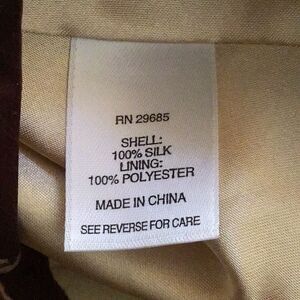 RN 29685
SHELL:
100% SILK
LINING:
100% POLYESTER
MADE IN CHINA
SEE REVERSE FOR CARE